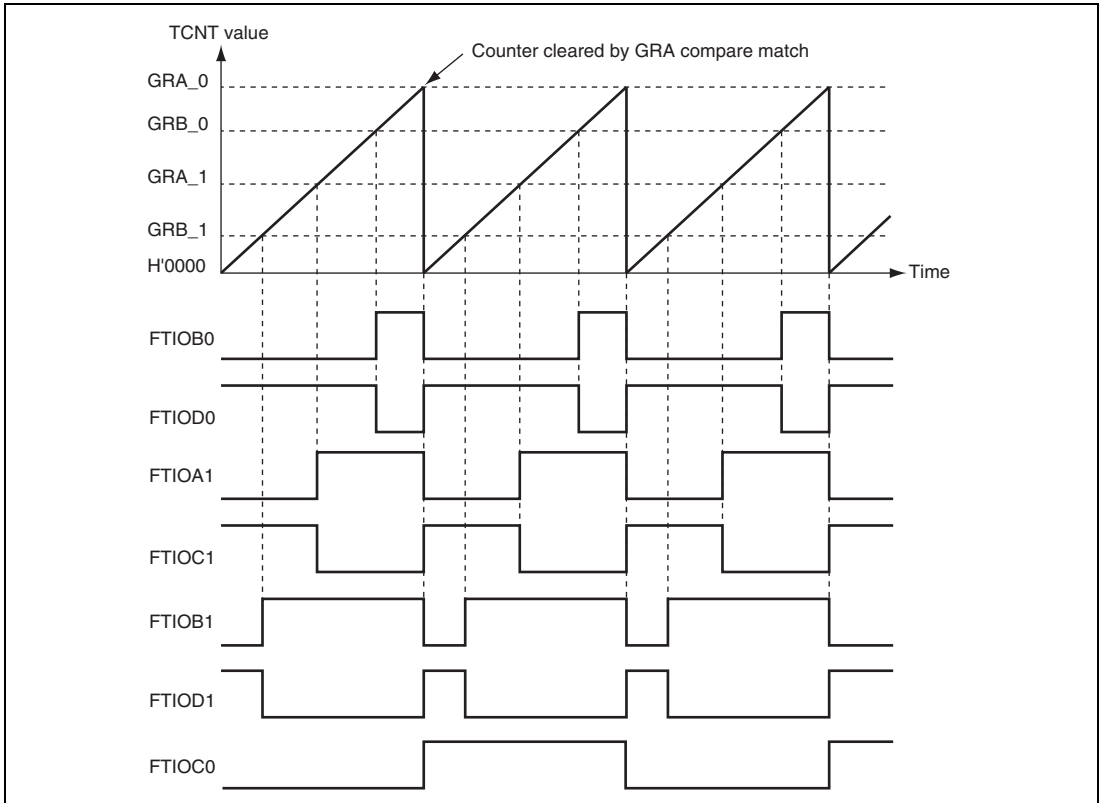 TCNT value
Counter cleared by GRA compare match
GRA_0
GRB_0
GRA_1
GRB_1
H'0000
Time
FTIOB0
FTIOD0
FTIOA1
FTIOC1
FTIOB1
FTIOD1
FTIOC0